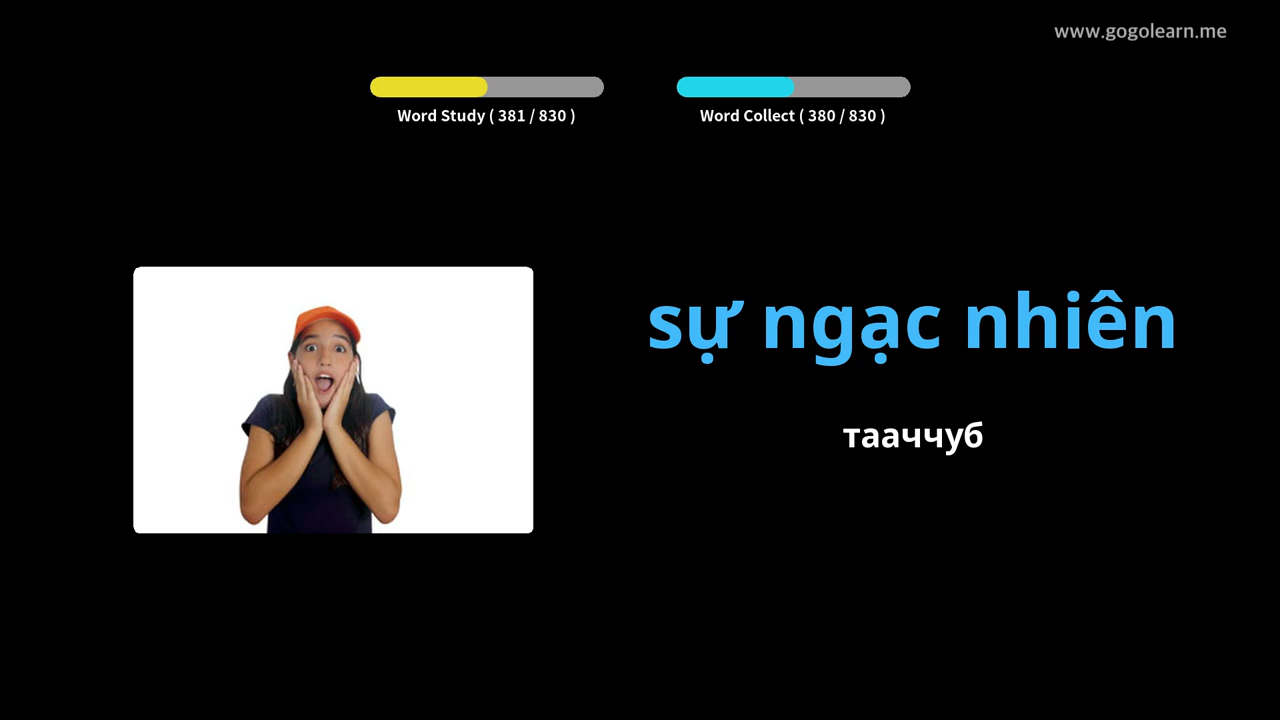 www.gogolearn.me
Word Study ( 381 / 830 )
Word Collect ( 380 / 830 )
sự ngạc nhiên
тааччуб